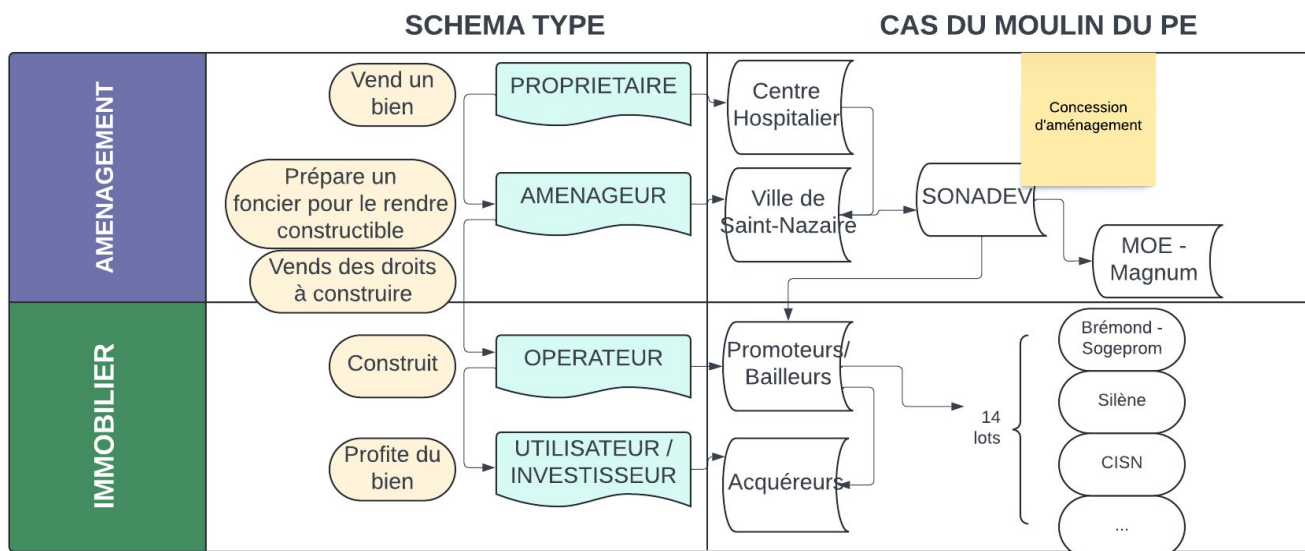 SCHEMA TYPE
CAS DU MOULIN DU PE
AMENAGEMENT
Vend un
bien
PROPRIETAIRE
Centre
Hospitalier
Concession
d'aménagement
Prépare un
foncier pour le rendre
constructible
AMENAGEUR
Ville de
Saint-Nazaire
SONADEV
Vends des droits
à construire
MOE -
Magnum
IMMOBILIER
Construit
OPERATEUR
Promoteurs/
Bailleurs
14
lots
Brémond -
Sogeprom
Silène
CISN
...
Profite du
bien
UTILISATEUR /
INVESTISSEUR
Acquéreurs